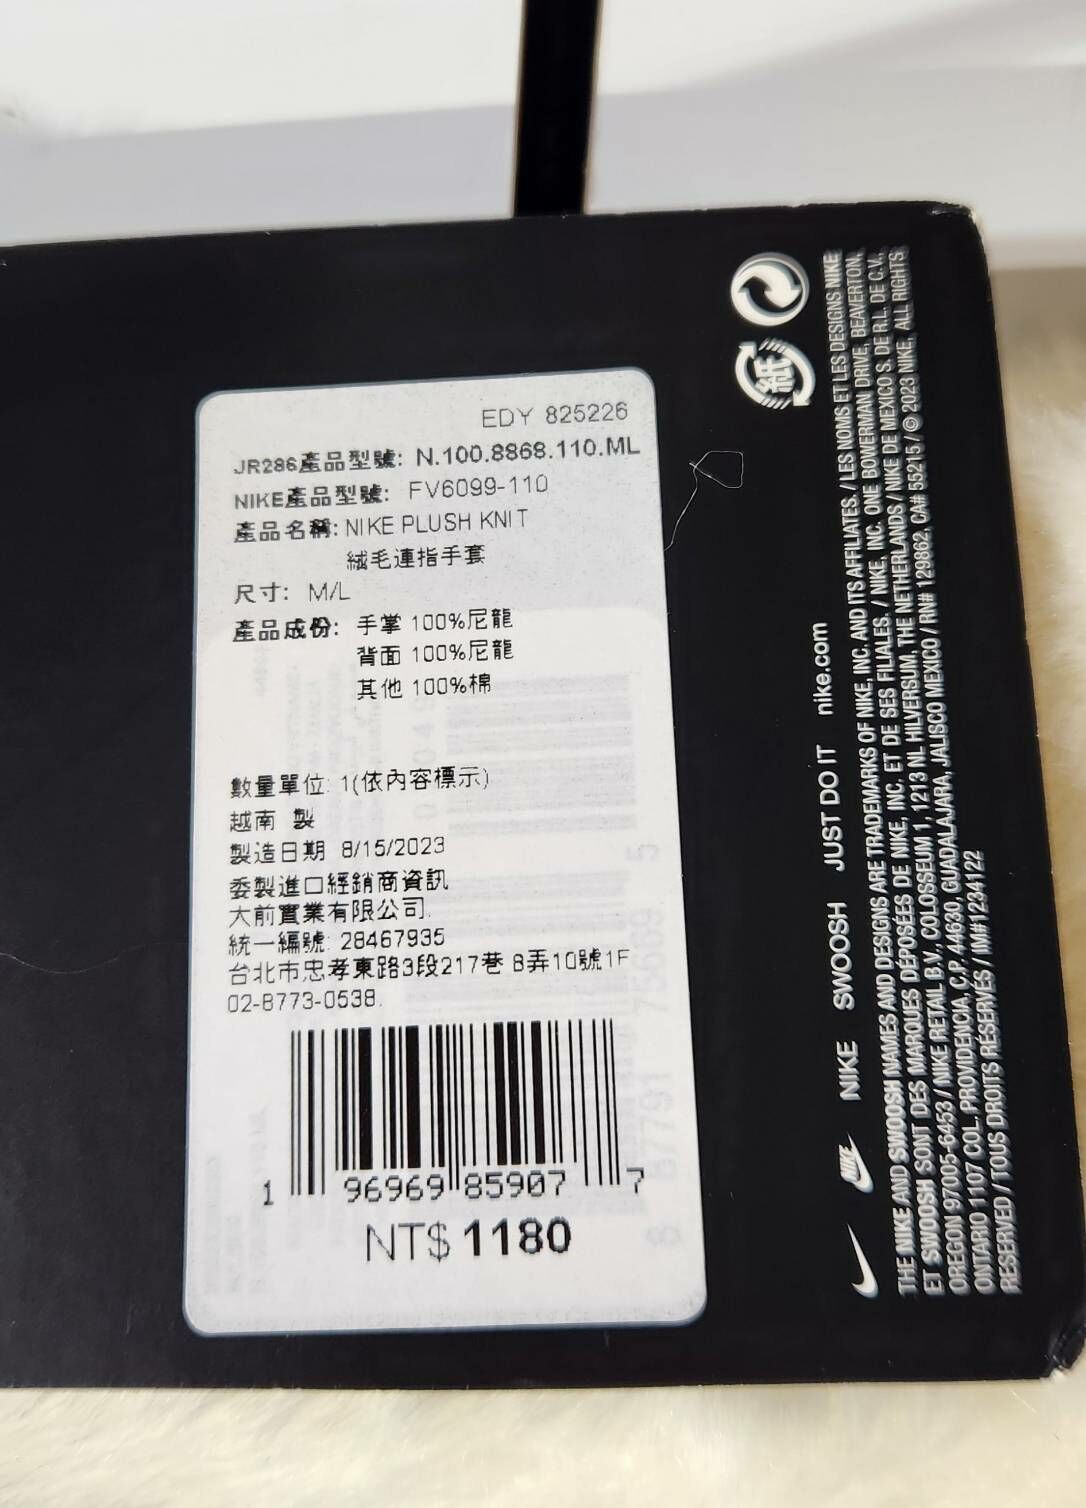 EDY 825226
JR286產品型號: N.100.8868.110.ML
NIKE產品型號: FV6099-110
產品名稱: NIKE PLUSH KNIT
絨毛連指手套
尺寸: M/L
產品成份: 手掌 100%尼龍
背面 100%尼龍
其他 100%棉
數量單位: 1(依內容標示)
越南 製
製造日期 8/15/2023
委製進口經銷商資訊
大前實業有限公司.
統一編號: 28467935
台北市忠孝東路3段217巷 8弄10號1F
02-8773-0538.
1 96969 85907 7
NT$ 1180
紙
NIKE NIKE SWOOSH JUST DO IT nike.com
THE NIKE AND SWOOSH NAMES AND DESIGNS ARE TRADEMARKS OF NIKE, INC. AND ITS AFFILIATES. / LES NOMS ET LES DESIGNS NIKE
ET SWOOSH SONT DES MARQUES DÉPOSÉES DE NIKE, INC. ET DE SES FILIALES. / NIKE, INC. ONE BOWERMAN DRIVE, BEAVERTON,
OREGON 97005-6453 / NIKE RETAIL B.V., COLOSSEUM 1, 1213 NL HILVERSUM, THE NETHERLANDS / NIKE DE MEXICO S. DE R.L. DE C.V.,
ONTARIO 1107 COL. PROVIDENCIA, C.P. 44630, GUADALAJARA, JALISCO MEXICO / RN# 129862, CA# 55215 / © 2023 NIKE, ALL RIGHTS
RESERVED / TOUS DROITS RÉSERVÉS / IM#1234122